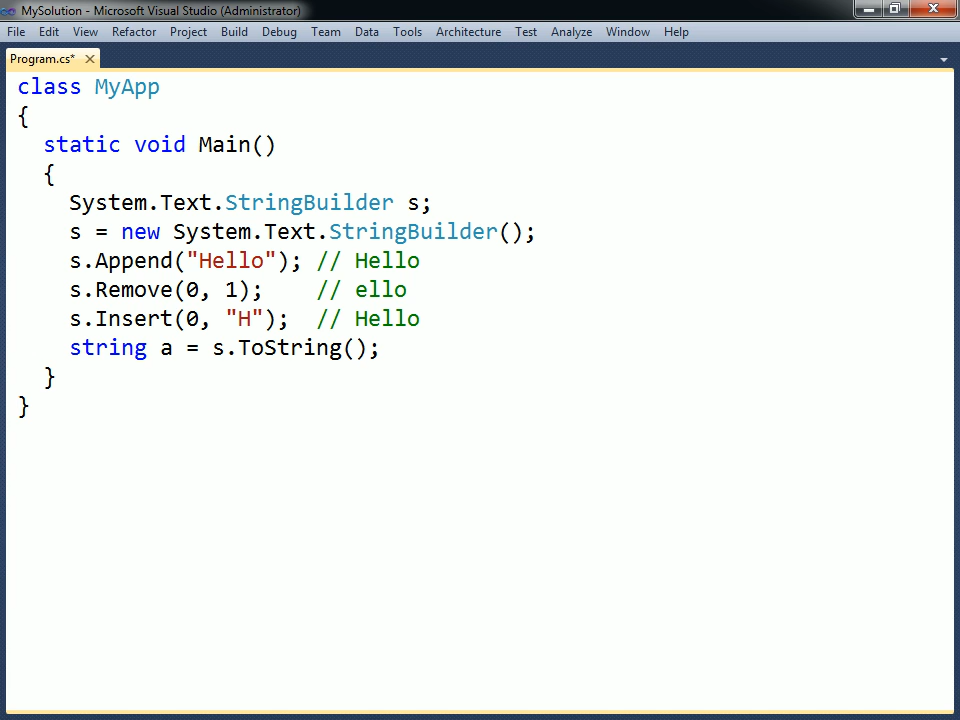 MySolution - Microsoft Visual Studio (Administrator)
File Edit View Refactor Project Build Debug Team Data Tools Architecture Test Analyze Window Help
Program.cs*
class MyApp
{
  static void Main()
  {
    System.Text.StringBuilder s;
    s = new System.Text.StringBuilder();
    s.Append("Hello"); // Hello
    s.Remove(0, 1);    // ello
    s.Insert(0, "H");  // Hello
    string a = s.ToString();
  }
}